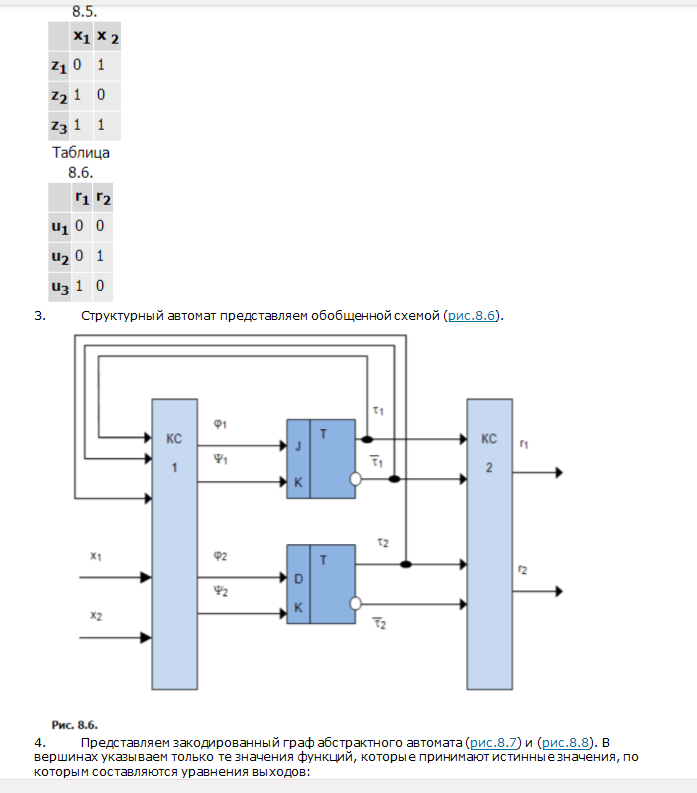 8.5.
x1 x 2
z1 0 1
z2 1 0
z3 1 1
Таблица
8.6.
r1 r2
u1 0 0
u2 0 1
u3 1 0
3. Структурный автомат представляем обобщенной схемой (рис.8.6).
КС
1
φ1
Ψ1
J
K
T
τ1
τ̅1
КС
2
r1
x1
x2
φ2
Ψ2
D
K
T
τ2
τ̅2
r2
Рис. 8.6.
4. Представляем закодированный граф абстрактного автомата (рис.8.7) и (рис.8.8). В
вершинах указываем только те значения функций, которые принимают истинные значения, по
которым составляются уравнения выходов: